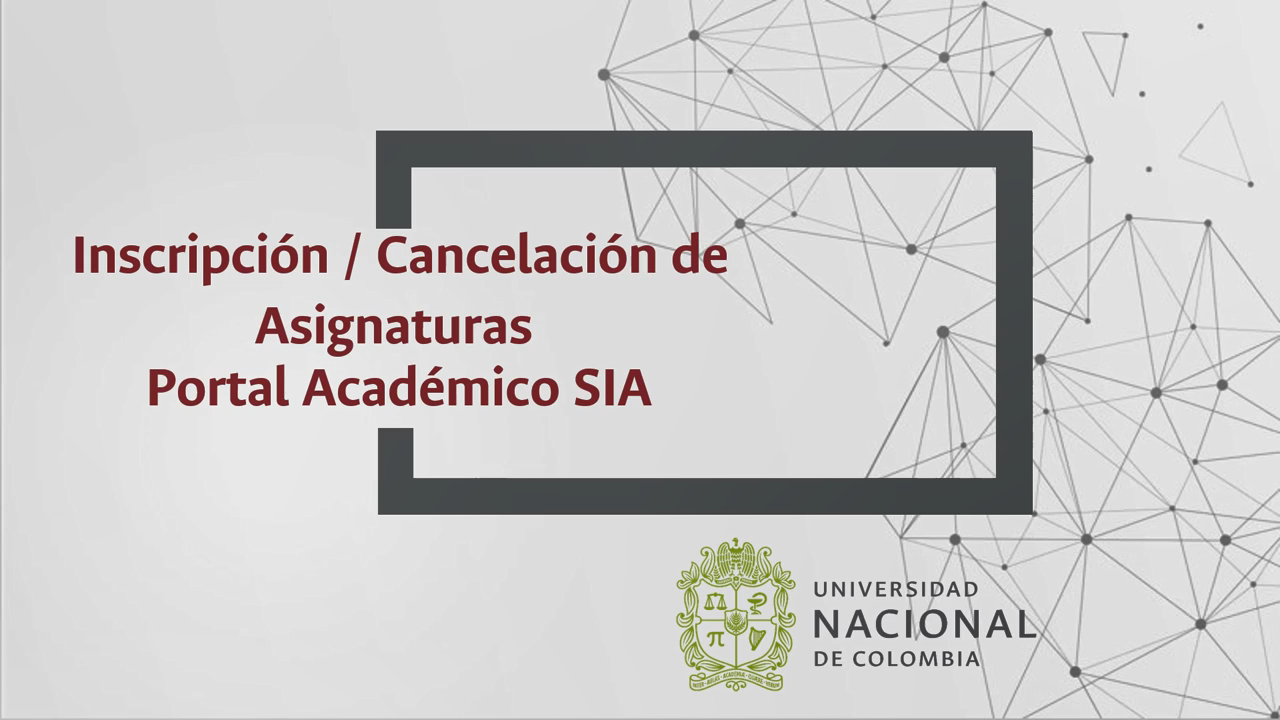 Inscripción / Cancelación de
Asignaturas
Portal Académico SIA
UNIVERSIDAD
NACIONAL
DE COLOMBIA